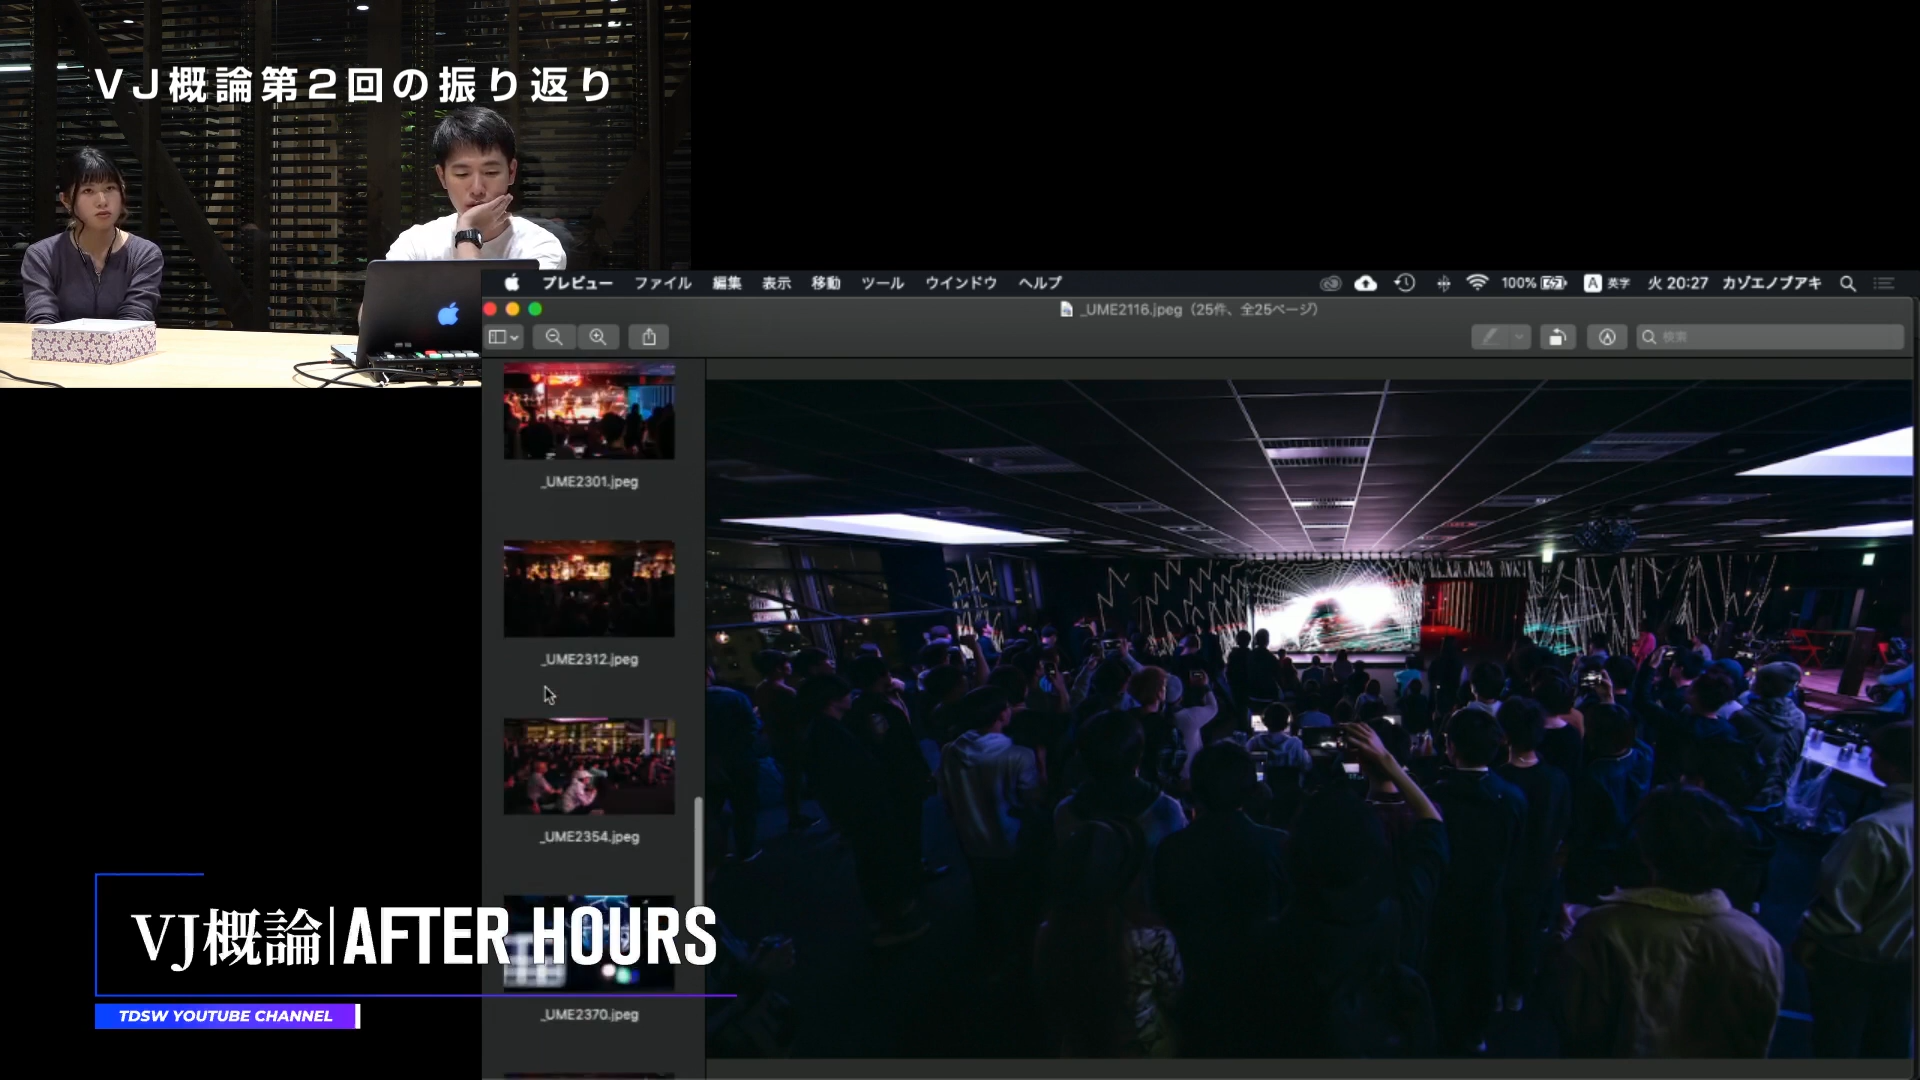 VJ概論第2回の振り返り
プレビュー ファイル 編集 表示 移動 ツール ウインドウ ヘルプ
100% A 英字 火 20:27 カゾエノブアキ
_UME2116.jpeg（25件、全25ページ）
検索
_UME2301.jpeg
_UME2312.jpeg
_UME2354.jpeg
_UME2370.jpeg
VJ概論|AFTER HOURS
TDSW YOUTUBE CHANNEL